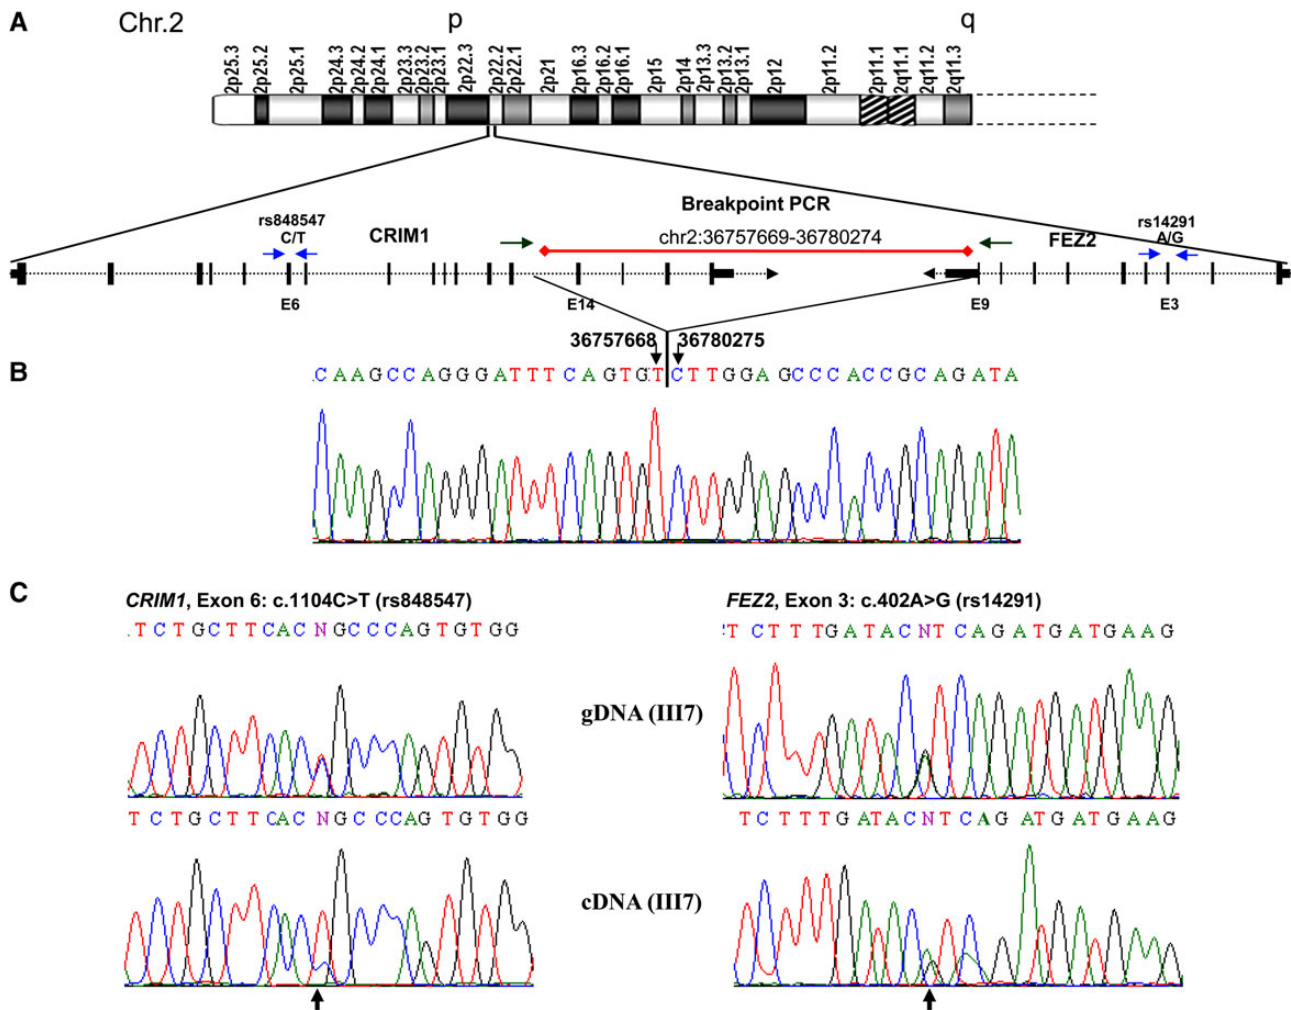 A
Chr.2
p
q
2p25.3
2p25.2
2p25.1
2p24.3
2p24.2
2p24.1
2p23.3
2p23.2
2p23.1
2p22.3
2p22.2
2p22.1
2p21
2p16.3
2p16.2
2p16.1
2p15
2p14
2p13.3
2p13.2
2p13.1
2p12
2p11.2
2p11.1
2q11.1
2q11.2
2q11.3
Breakpoint PCR
rs848547
C/T
CRIM1
chr2:36757669-36780274
FEZ2
rs14291
A/G
E6
E14
E9
E3
36757668
36780275
B
CAAGCCAGGGATTTCAGTGTCTTGGAGCCCACCGCAGATA
C
CRIM1, Exon 6: c.1104C>T (rs848547)
FEZ2, Exon 3: c.402A>G (rs14291)
TCTGCTTCACNGCCCAGTGTGG
TCTTTGATACNTCAGATGATGAAG
gDNA (III7)
TCTGCTTCACNGCCCAGTGTGG
TCTTTGATACNTCAGATGATGAAG
cDNA (III7)